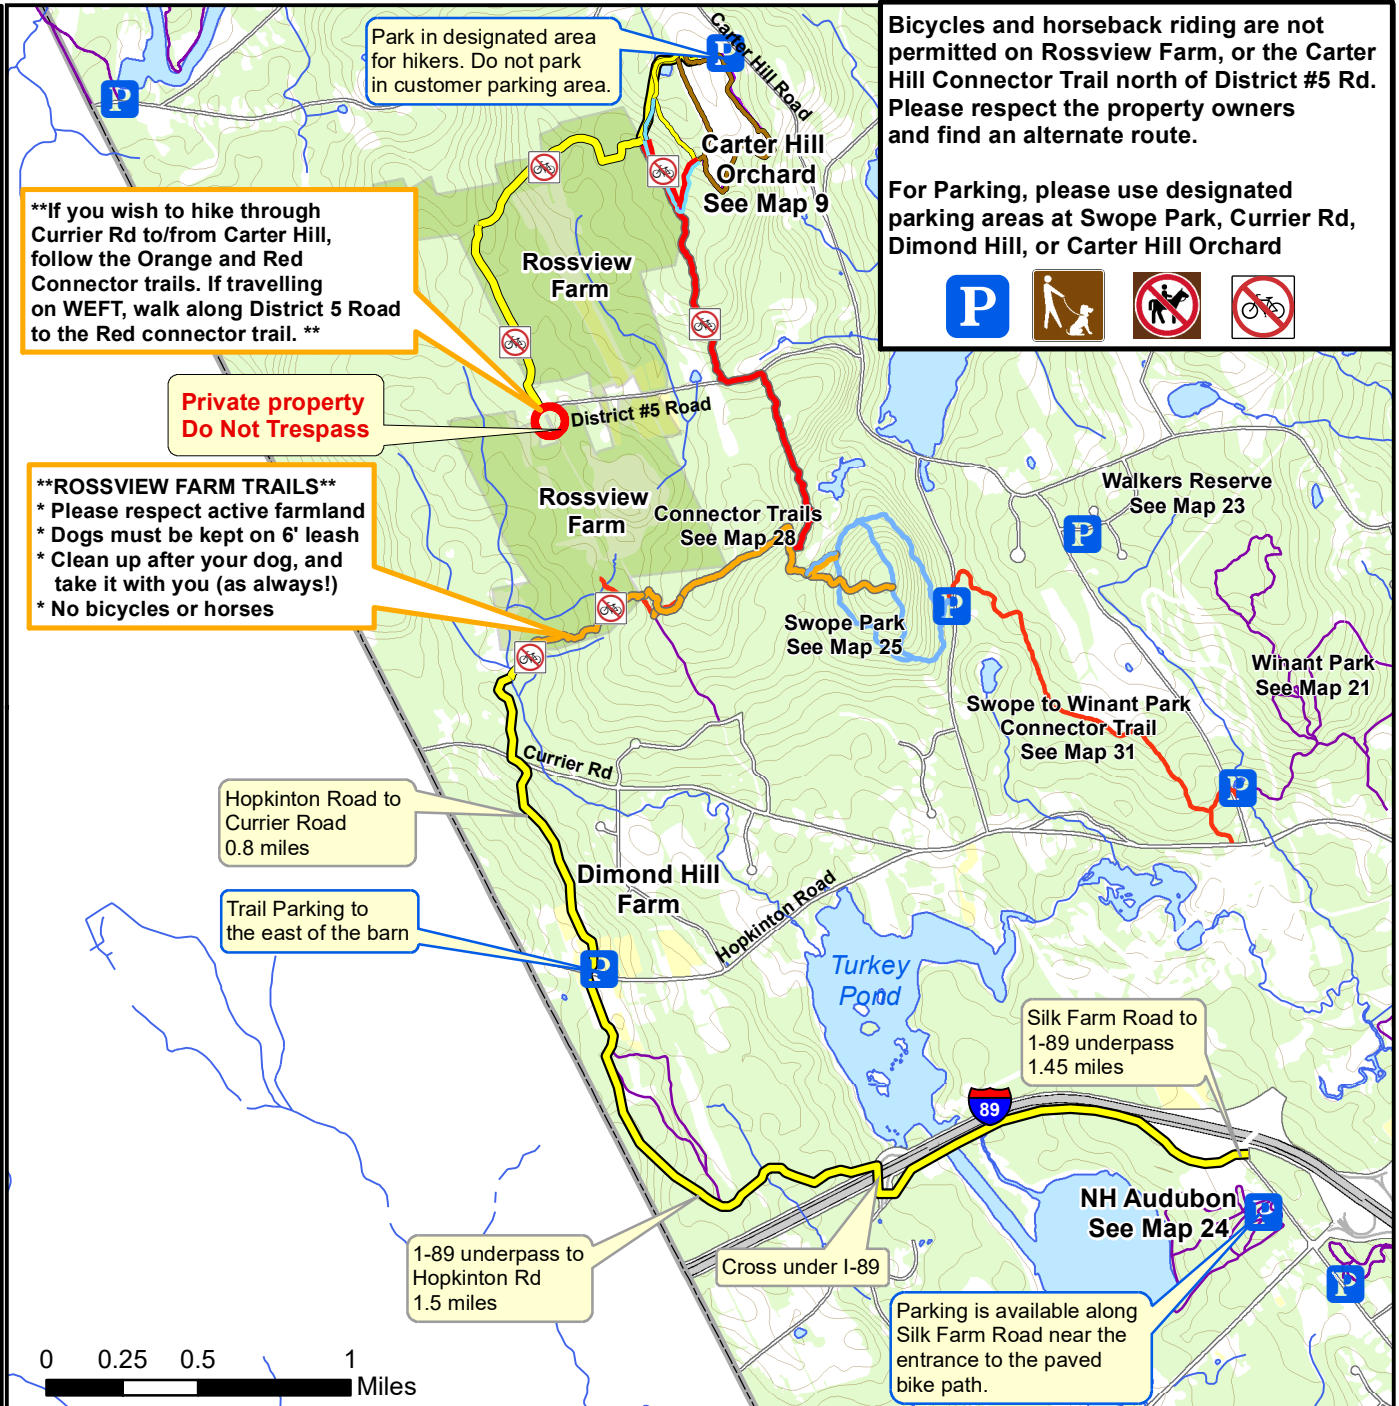 Park in designated area
for hikers. Do not park
in customer parking area.
Carter Hill Road
P
P
Bicycles and horseback riding are not
permitted on Rossview Farm, or the Carter
Hill Connector Trail north of District #5 Rd.
Please respect the property owners
and find an alternate route.
For Parking, please use designated
parking areas at Swope Park, Currier Rd,
Dimond Hill, or Carter Hill Orchard
P
Carter Hill
Orchard
See Map 9
**If you wish to hike through
Currier Rd to/from Carter Hill,
follow the Orange and Red
Connector trails. If travelling
on WEFT, walk along District 5 Road
to the Red connector trail. **
Rossview
Farm
Private property
Do Not Trespass
District #5 Road
**ROSSVIEW FARM TRAILS**
* Please respect active farmland
* Dogs must be kept on 6' leash
* Clean up after your dog, and
take it with you (as always!)
* No bicycles or horses
Rossview
Farm
Connector Trails
See Map 28
Walkers Reserve
See Map 23
P
P
Swope Park
See Map 25
Winant Park
See Map 21
Swope to Winant Park
Connector Trail
See Map 31
P
Currier Rd
Hopkinton Road to
Currier Road
0.8 miles
Dimond Hill
Farm
Hopkinton Road
Trail Parking to
the east of the barn
P
Turkey
Pond
Silk Farm Road to
1-89 underpass
1.45 miles
89
NH Audubon
See Map 24
P
P
1-89 underpass to
Hopkinton Rd
1.5 miles
Cross under I-89
Parking is available along
Silk Farm Road near the
entrance to the paved
bike path.
0 0.25 0.5 1
Miles